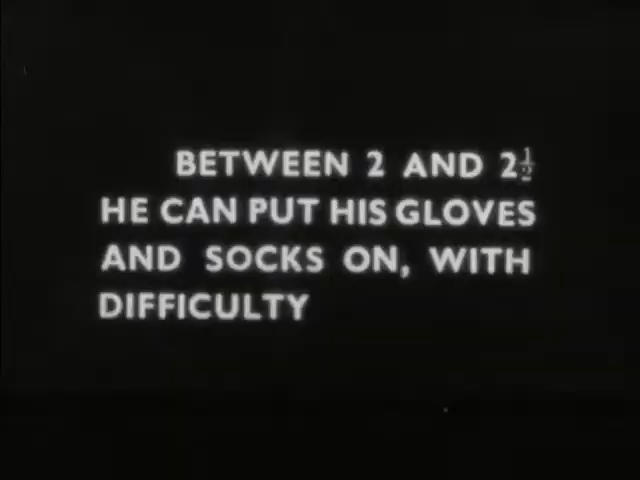 BETWEEN 2 AND 2½
HE CAN PUT HIS GLOVES
AND SOCKS ON, WITH
DIFFICULTY